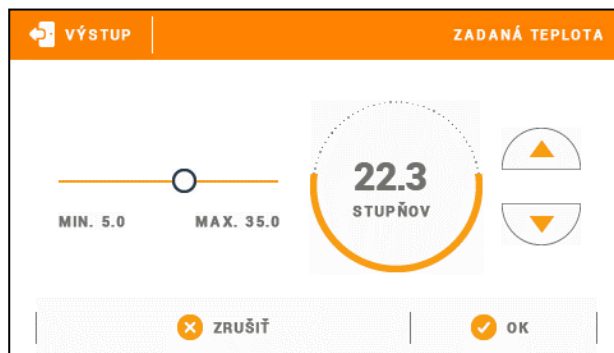 VÝSTUP
ZADANÁ TEPLOTA
22.3
STUPŇOV
MIN. 5.0
MAX. 35.0
ZRUŠIŤ
OK